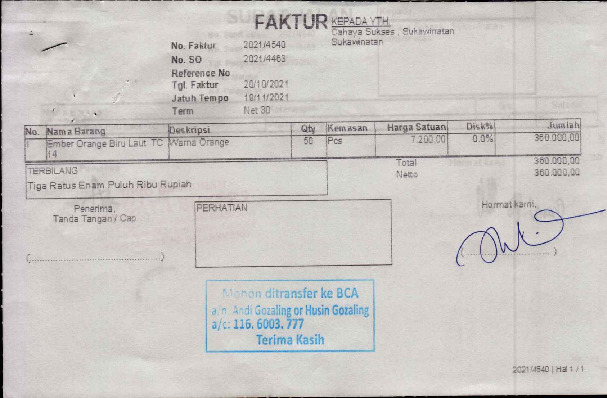 FAKTUR
KEPADA YTH.
Cahaya Sukses , Sukawinatan
Sukawinatan
No. Faktur 2021/4540
No. SO 2021/4463
Reference No
Tgl. Faktur 20/10/2021
Jatuh Tempo 19/11/2021
Term Net 30
No. Nama Barang Deskripsi Qty Kemasan Harga Satuan Disk% Jumlah
1 Ember Orange Biru Laut TC 14 Warna Orange 50 Pcs 7.200,00 0.0% 360.000,00
Total 360.000,00
Netto 360.000,00
TERBILANG
Tiga Ratus Enam Puluh Ribu Rupiah
Penerima,
Tanda Tangan / Cap
PERHATIAN
Hormat kami,
Mohon ditransfer ke BCA
a/n. Andi Gozaling or Husin Gozaling
a/c: 116. 6003. 777
Terima Kasih
2021/4540 | Hal 1 / 1